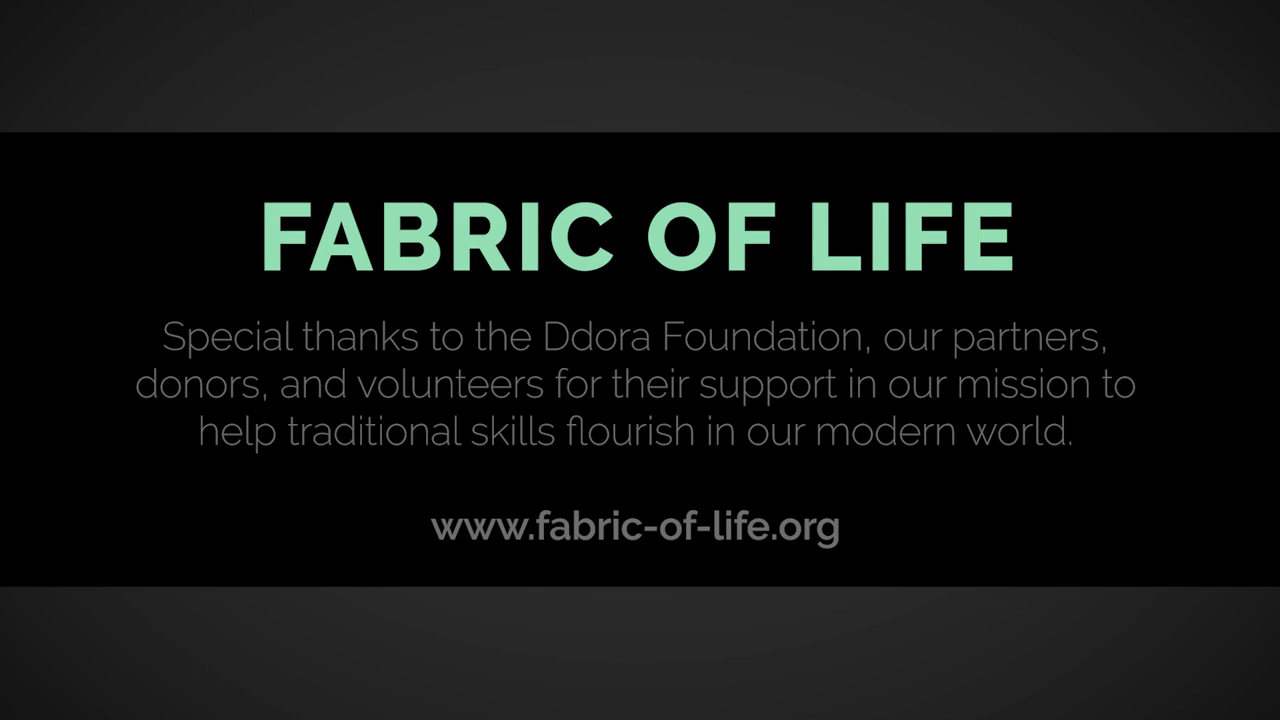 FABRIC OF LIFE
Special thanks to the Ddora Foundation, our partners,
donors, and volunteers for their support in our mission to
help traditional skills flourish in our modern world.
www.fabric-of-life.org